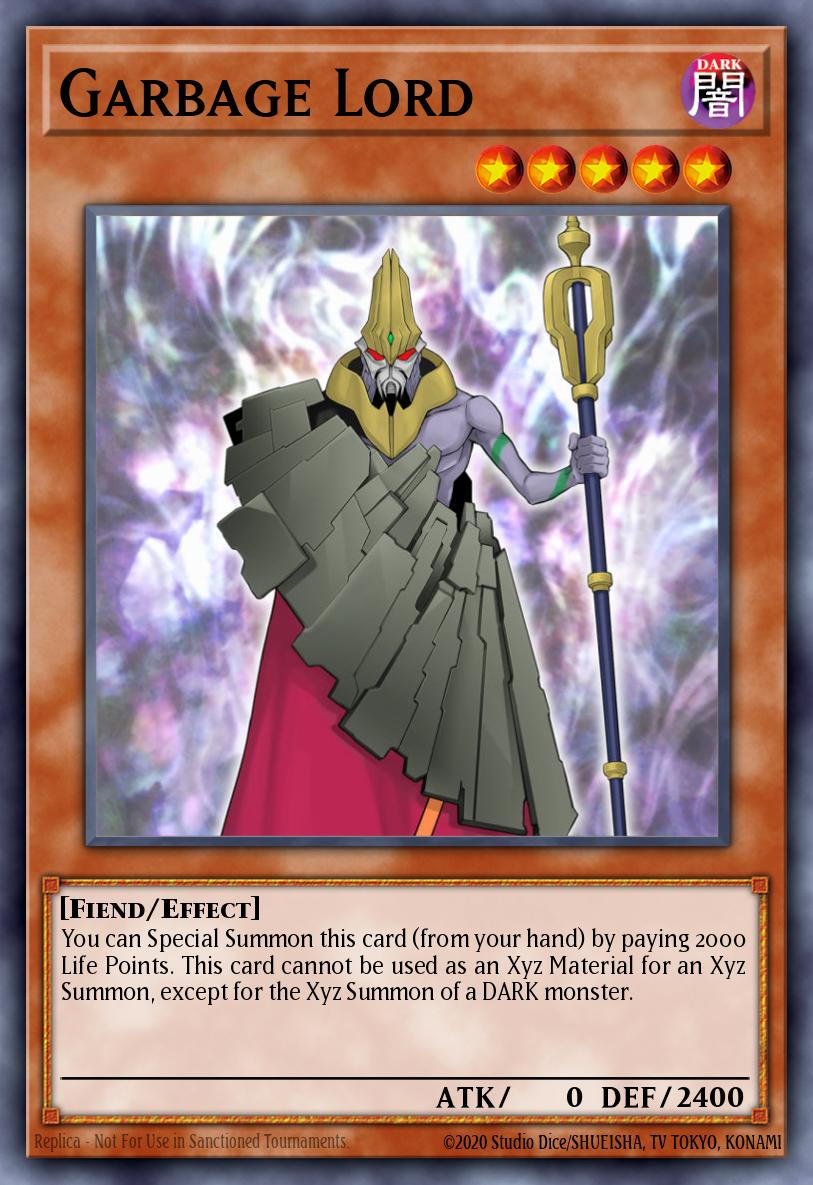 GARBAGE LORD
DARK
闇
[FIEND/EFFECT]
You can Special Summon this card (from your hand) by paying 2000
Life Points. This card cannot be used as an Xyz Material for an Xyz
Summon, except for the Xyz Summon of a DARK monster.
ATK/ 0 DEF/2400
Replica - Not For Use in Sanctioned Tournaments.
©2020 Studio Dice/SHUEISHA, TV TOKYO, KONAMI